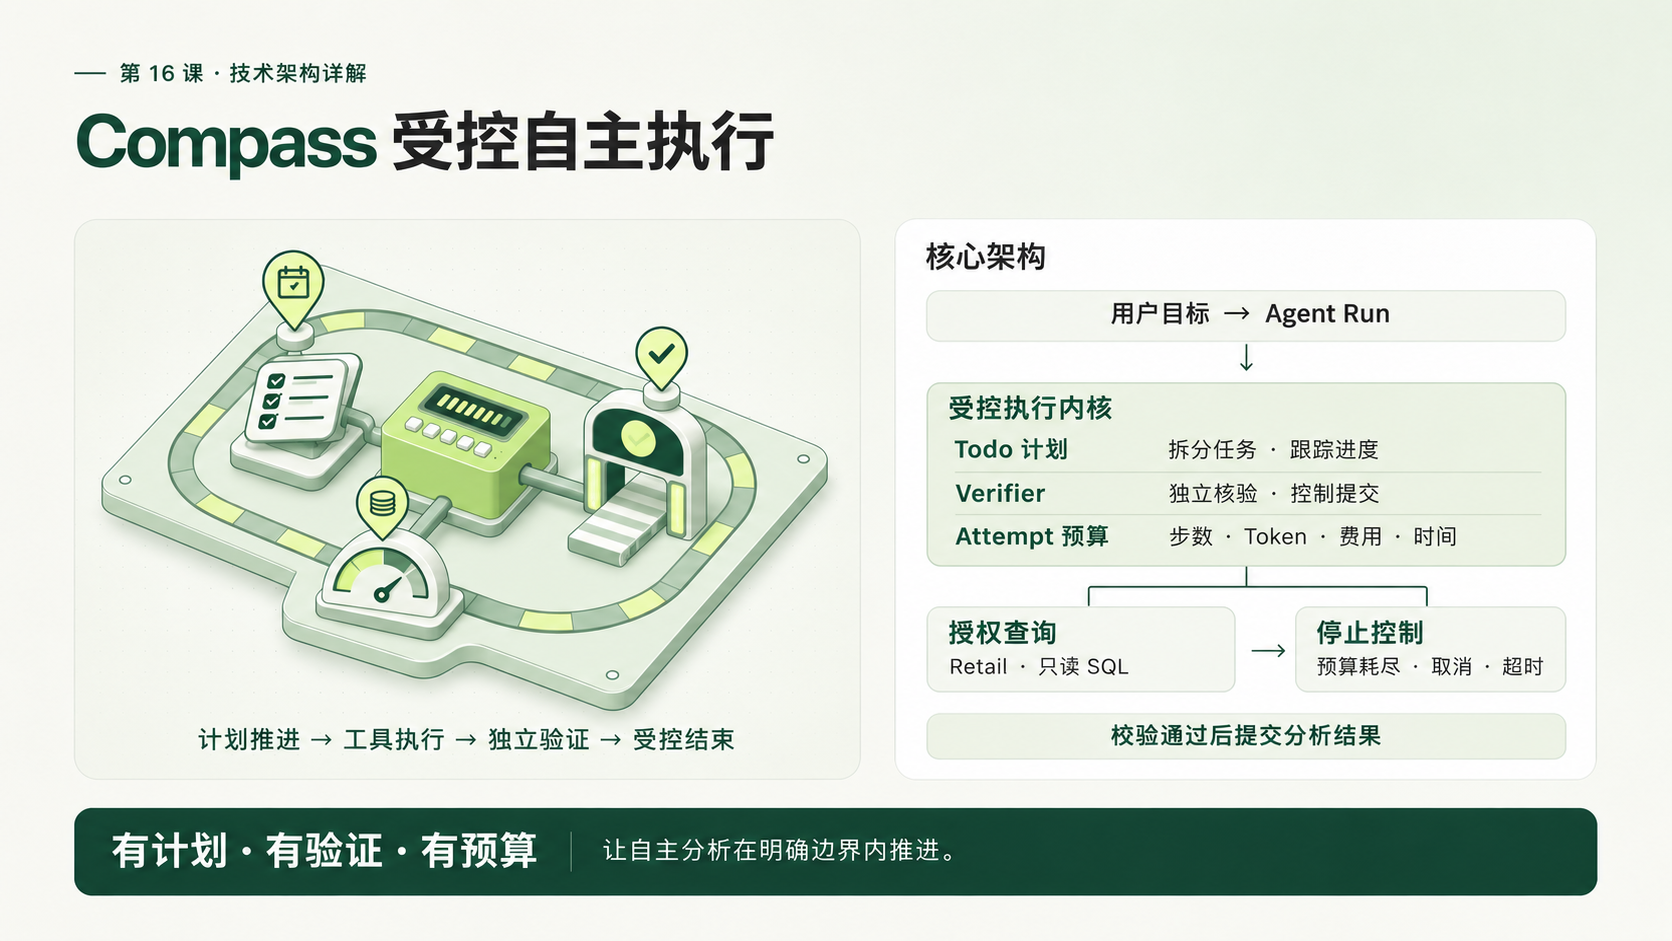 第 16 课 · 技术架构详解
Compass 受控自主执行
计划推进 → 工具执行 → 独立验证 → 受控结束
核心架构
用户目标 → Agent Run
受控执行内核
Todo 计划 拆分任务 · 跟踪进度
Verifier 独立核验 · 控制提交
Attempt 预算 步数 · Token · 费用 · 时间
授权查询
Retail · 只读 SQL
停止控制
预算耗尽 · 取消 · 超时
校验通过后提交分析结果
有计划 · 有验证 · 有预算
让自主分析在明确边界内推进。